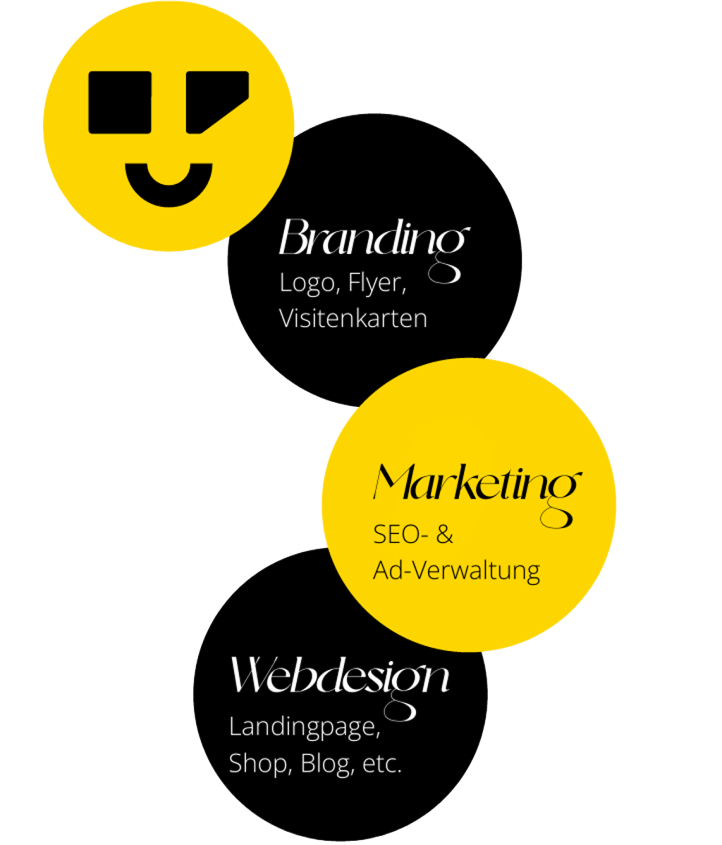 Branding
Logo, Flyer,
Visitenkarten
Marketing
SEO- &
Ad-Verwaltung
Webdesign
Landingpage,
Shop, Blog, etc.